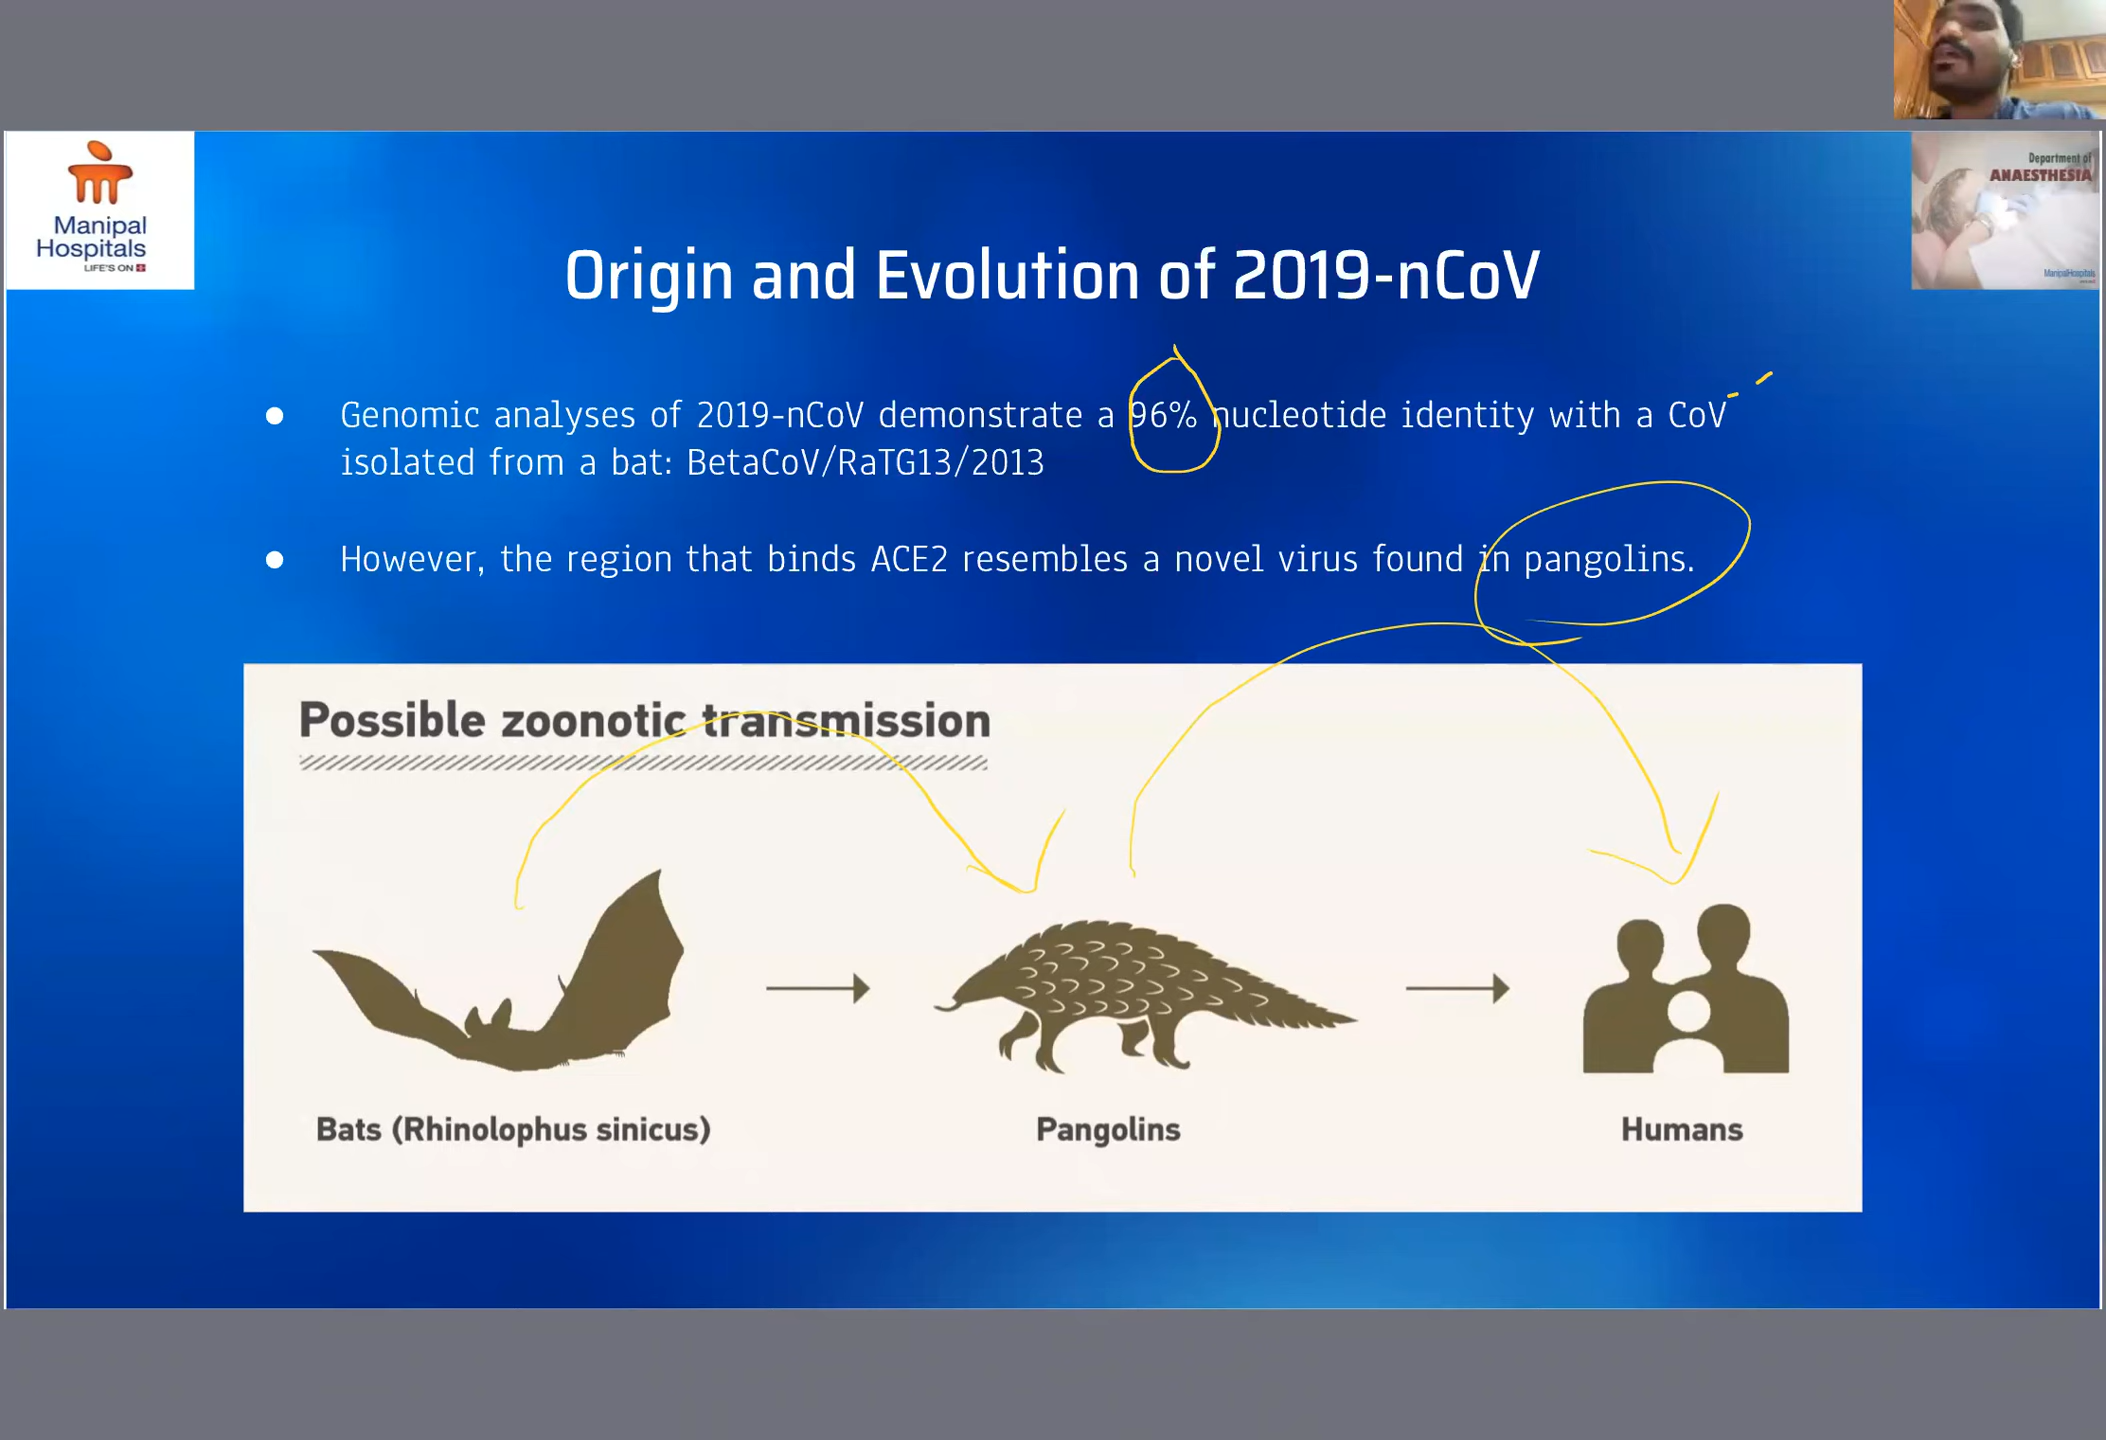 Manipal
Hospitals
LIFE'S ON
Department of
ANAESTHESIA
ManipalHospitals
Origin and Evolution of 2019-nCoV
● Genomic analyses of 2019-nCoV demonstrate a 96% nucleotide identity with a CoV
isolated from a bat: BetaCoV/RaTG13/2013
● However, the region that binds ACE2 resembles a novel virus found in pangolins.
Possible zoonotic transmission
Bats (Rhinolophus sinicus)
Pangolins
Humans